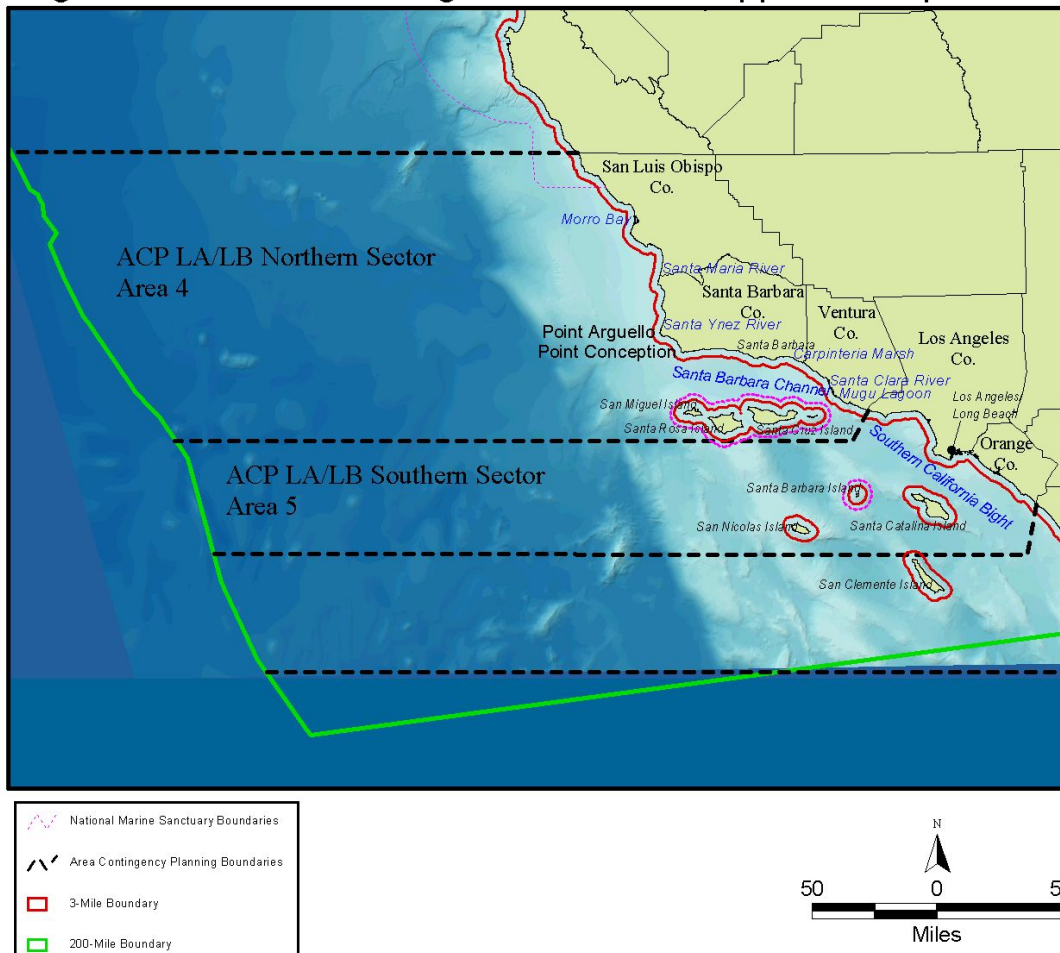 San Luis Obispo
Co.
Morro Bay
ACP LA/LB Northern Sector
Area 4
Santa Maria River
Santa Barbara
Co.
Ventura
Co.
Point Arguello
Santa Ynez River
Santa Barbara
Los Angeles
Co.
Point Conception
Carpinteria Marsh
Santa Barbara Channel
Santa Clara River
Mugu Lagoon
San Miguel Island
Los Angeles
Long Beach
Santa Rosa Island
Santa Cruz Island
Southern California Bight
Orange
Co.
ACP LA/LB Southern Sector
Area 5
Santa Barbara Island
San Nicolas Island
Santa Catalina Island
San Clemente Island
National Marine Sanctuary Boundaries
Area Contingency Planning Boundaries
3-Mile Boundary
200-Mile Boundary
N
50 0 5
Miles